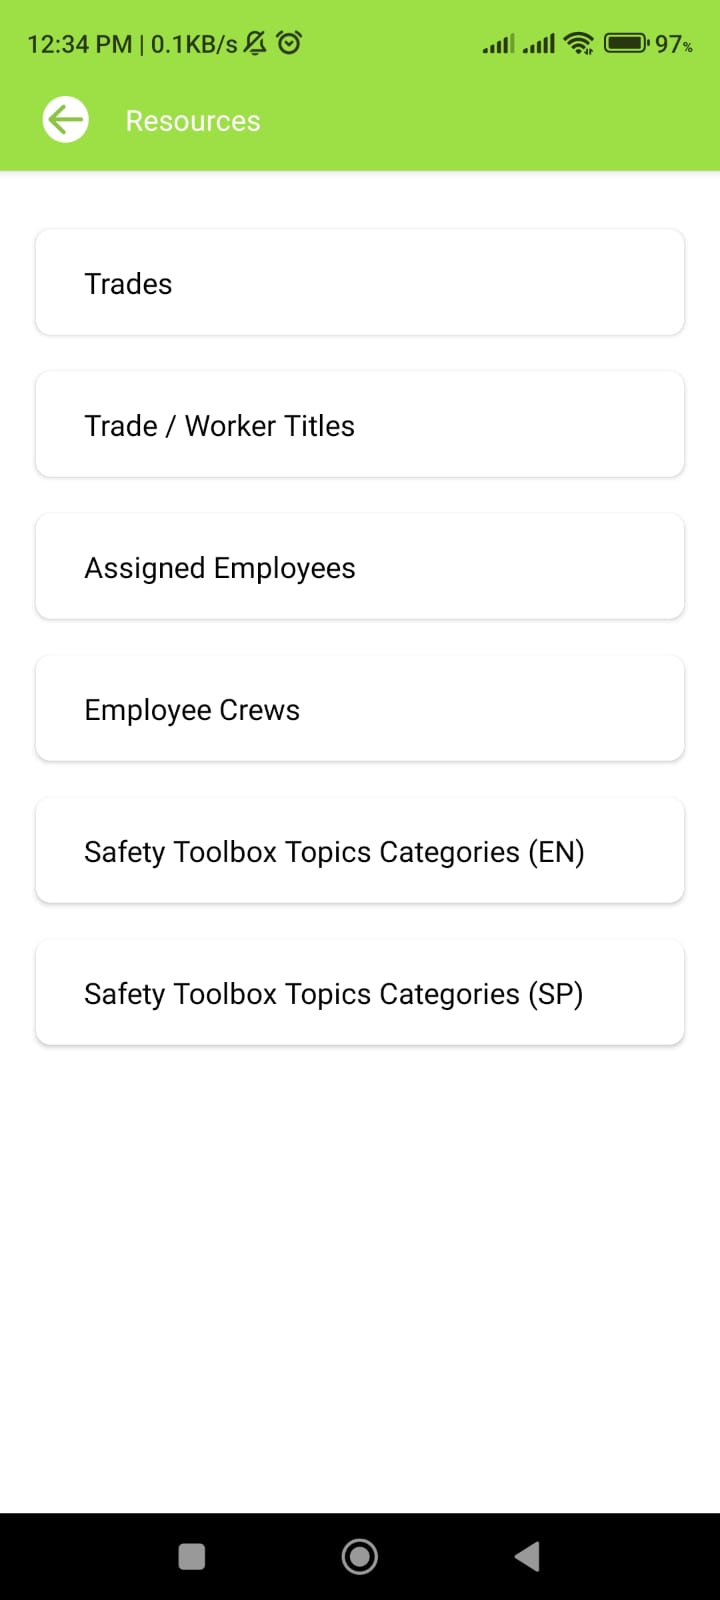 12:34 PM | 0.1KB/s 97%
Resources
Trades
Trade / Worker Titles
Assigned Employees
Employee Crews
Safety Toolbox Topics Categories (EN)
Safety Toolbox Topics Categories (SP)